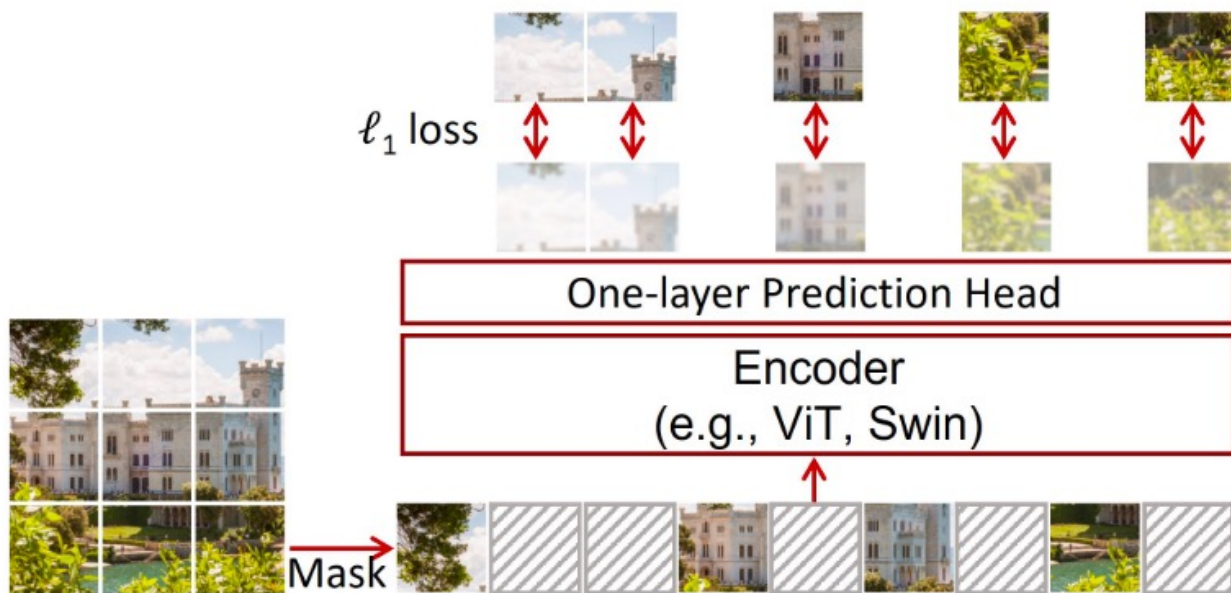 ℓ₁ loss
One-layer Prediction Head
Encoder
(e.g., ViT, Swin)
Mask